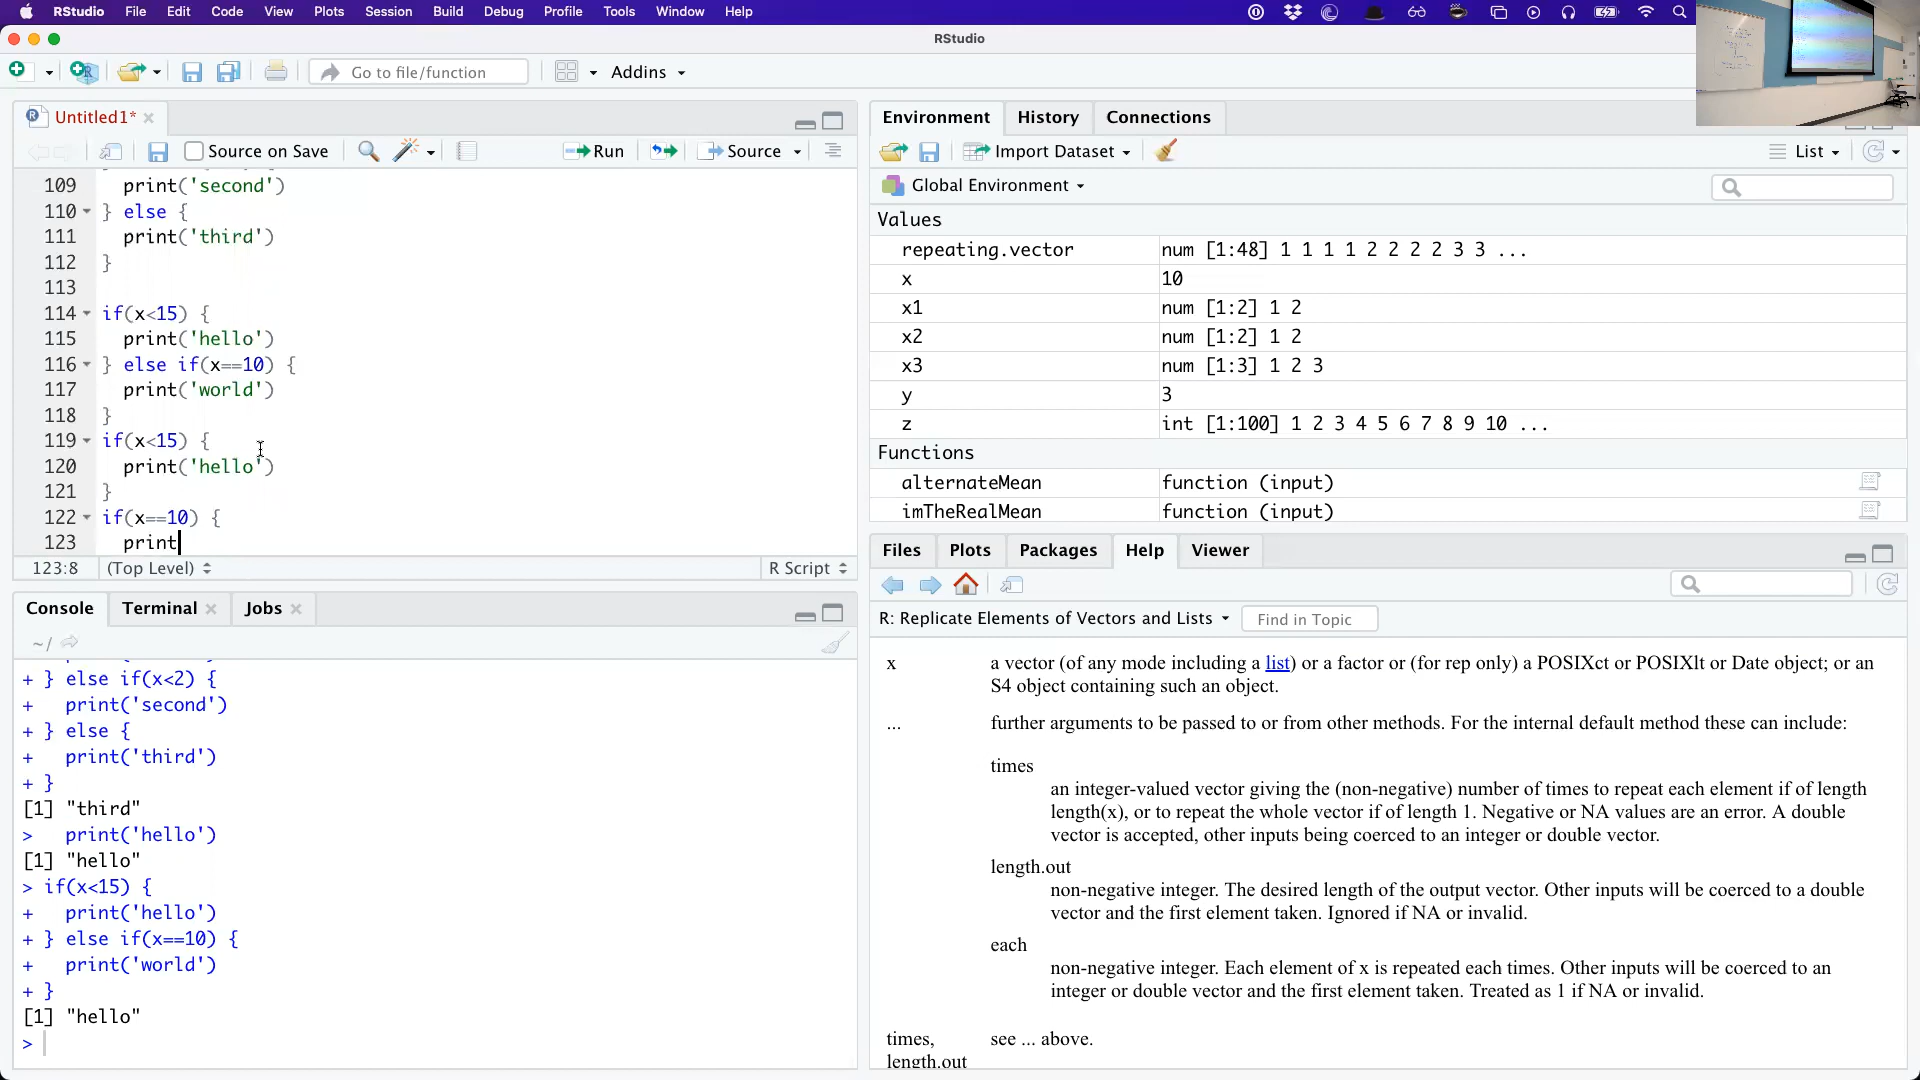 RStudio File Edit Code View Plots Session Build Debug Profile Tools Window Help
RStudio
Go to file/function Addins
Untitled1*
Source on Save Run Source
109 print('second')
110 } else {
111 print('third')
112 }
113
114 if(x<15) {
115 print('hello')
116 } else if(x==10) {
117 print('world')
118 }
119 if(x<15) {
120 print('hello')
121 }
122 if(x==10) {
123 print
123:8 (Top Level) R Script
Console Terminal Jobs
~/
+ } else if(x<2) {
+ print('second')
+ } else {
+ print('third')
+ }
[1] "third"
> print('hello')
[1] "hello"
> if(x<15) {
+ print('hello')
+ } else if(x==10) {
+ print('world')
+ }
[1] "hello"
>
Environment History Connections
Import Dataset List
Global Environment
Values
repeating.vector num [1:48] 1 1 1 1 2 2 2 2 3 3 ...
x 10
x1 num [1:2] 1 2
x2 num [1:2] 1 2
x3 num [1:3] 1 2 3
y 3
z int [1:100] 1 2 3 4 5 6 7 8 9 10 ...
Functions
alternateMean function (input)
imTheRealMean function (input)
Files Plots Packages Help Viewer
R: Replicate Elements of Vectors and Lists Find in Topic
x a vector (of any mode including a list) or a factor or (for rep only) a POSIXct or POSIXlt or Date object; or an
S4 object containing such an object.
... further arguments to be passed to or from other methods. For the internal default method these can include:
times
an integer-valued vector giving the (non-negative) number of times to repeat each element if of length
length(x), or to repeat the whole vector if of length 1. Negative or NA values are an error. A double
vector is accepted, other inputs being coerced to an integer or double vector.
length.out
non-negative integer. The desired length of the output vector. Other inputs will be coerced to a double
vector and the first element taken. Ignored if NA or invalid.
each
non-negative integer. Each element of x is repeated each times. Other inputs will be coerced to an
integer or double vector and the first element taken. Treated as 1 if NA or invalid.
times, see ... above.
length.out